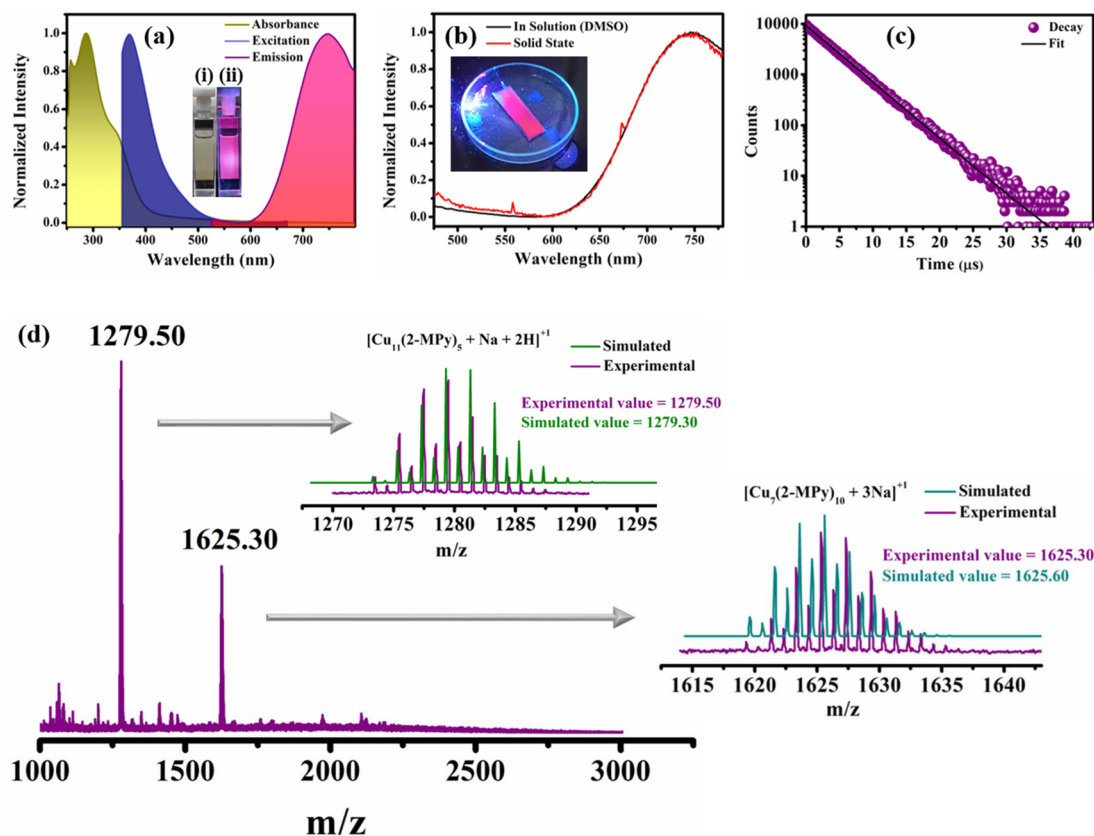 (a)
Absorbance
Excitation
Emission
(i) (ii)
Normalized Intensity
1.0
0.8
0.6
0.4
0.2
0.0
300 400 500 600 700
Wavelength (nm)
(b)
In Solution (DMSO)
Solid State
Normalized Intensity
1.0
0.8
0.6
0.4
0.2
0.0
500 550 600 650 700 750
Wavelength (nm)
(c)
Decay
Fit
Counts
10000
1000
100
10
1
0 5 10 15 20 25 30 35 40
Time (μs)
(d)
1279.50
1625.30
1000 1500 2000 2500 3000
m/z
[Cu₁₁(2-MPy)₅ + Na + 2H]⁺¹
Simulated
Experimental
Experimental value = 1279.50
Simulated value = 1279.30
1270 1275 1280 1285 1290 1295
m/z
[Cu₇(2-MPy)₁₀ + 3Na]⁺¹
Simulated
Experimental
Experimental value = 1625.30
Simulated value = 1625.60
1615 1620 1625 1630 1635 1640
m/z